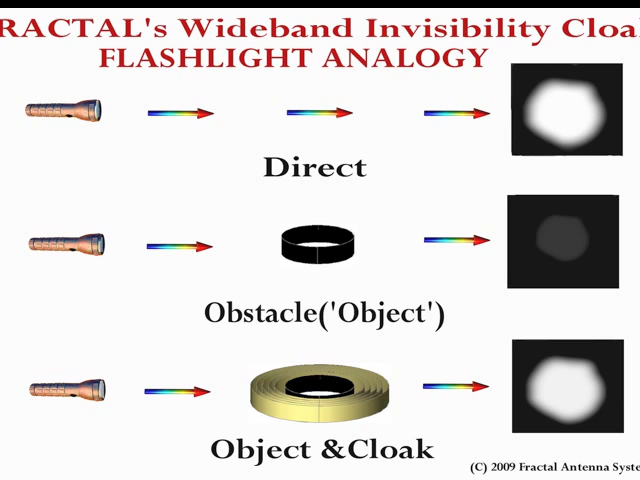 RACTAL's Wideband Invisibility Cloa
FLASHLIGHT ANALOGY
Direct
Obstacle('Object')
Object &Cloak
(C) 2009 Fractal Antenna Syste